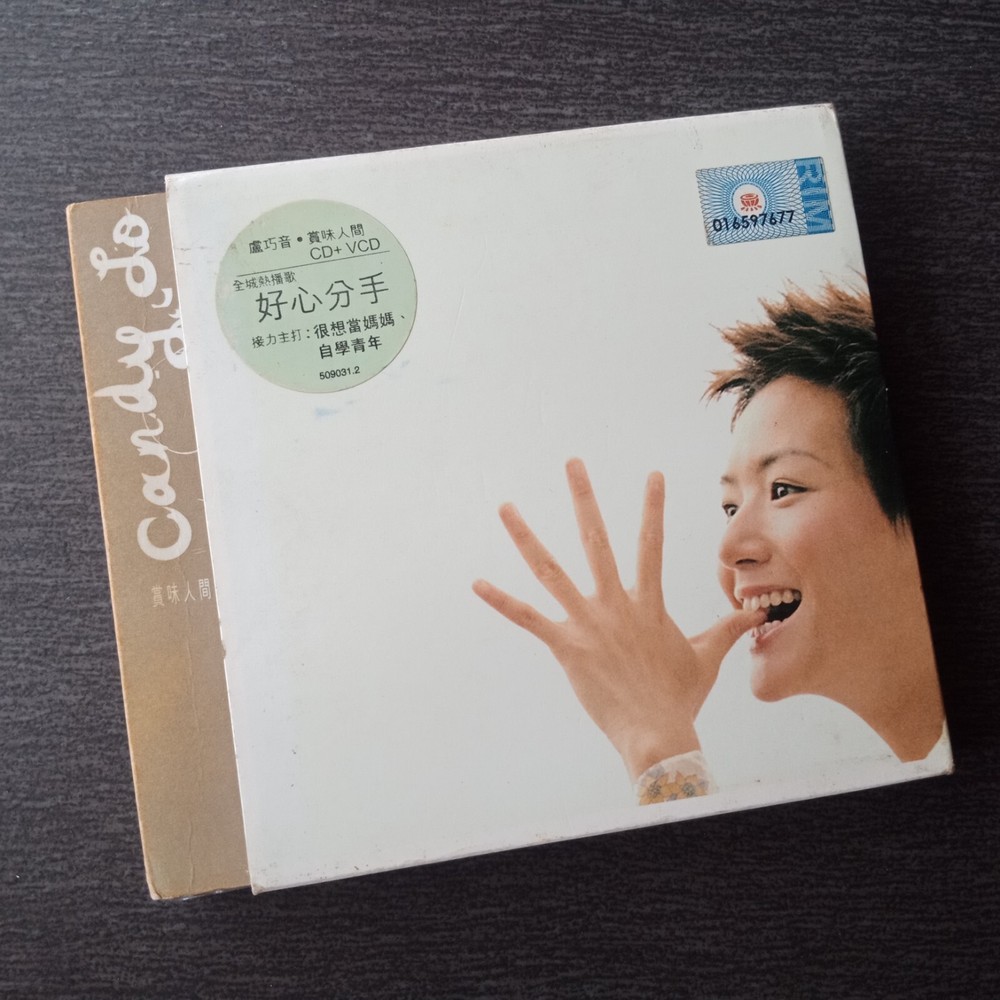 Candy Lo
賞味人間
盧巧音•賞味人間
CD+ VCD
全城熱播歌
好心分手
接力主打：很想當媽媽、
自學青年
509031.2
RIM
016597677